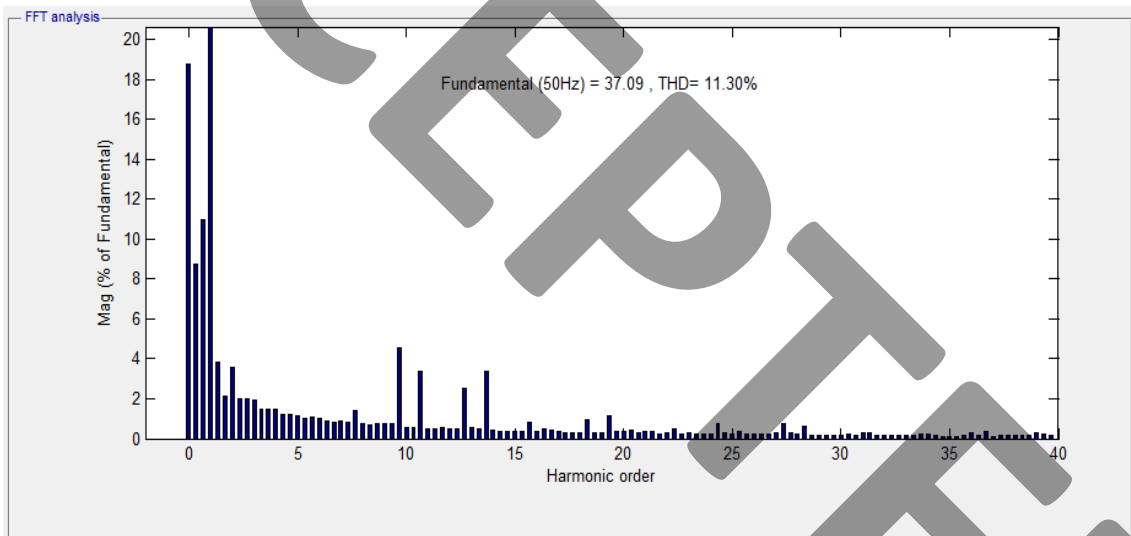 FFT analysis
Fundamental (50Hz) = 37.09 , THD= 11.30%
Mag (% of Fundamental)
20
18
16
14
12
10
8
6
4
2
0
0 5 10 15 20 25 30 35 40
Harmonic order
CEPTE